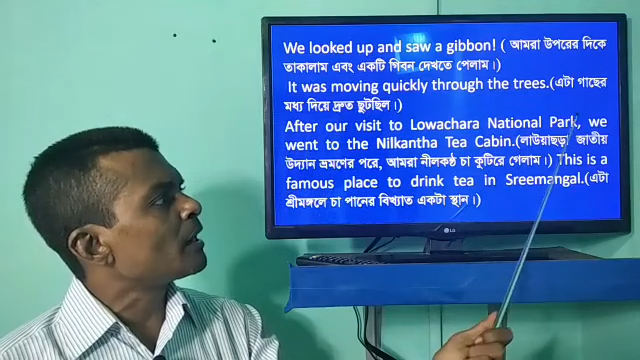 We looked up and saw a gibbon! ( আমরা উপরের দিকে
তাকালাম এবং একটি গিবন দেখতে পেলাম।)
It was moving quickly through the trees.(এটা গাছের
মধ্য দিয়ে দ্রুত ছুটছিল।)
After our visit to Lowachara National Park, we
went to the Nilkantha Tea Cabin.(লাউয়াছড়া জাতীয়
উদ্যান ভ্রমণের পরে, আমরা নীলকণ্ঠ চা কুটিরে গেলাম।) This is a
famous place to drink tea in Sreemangal.(এটা
শ্রীমঙ্গলে চা পানের বিখ্যাত একটা স্থান।)
LG